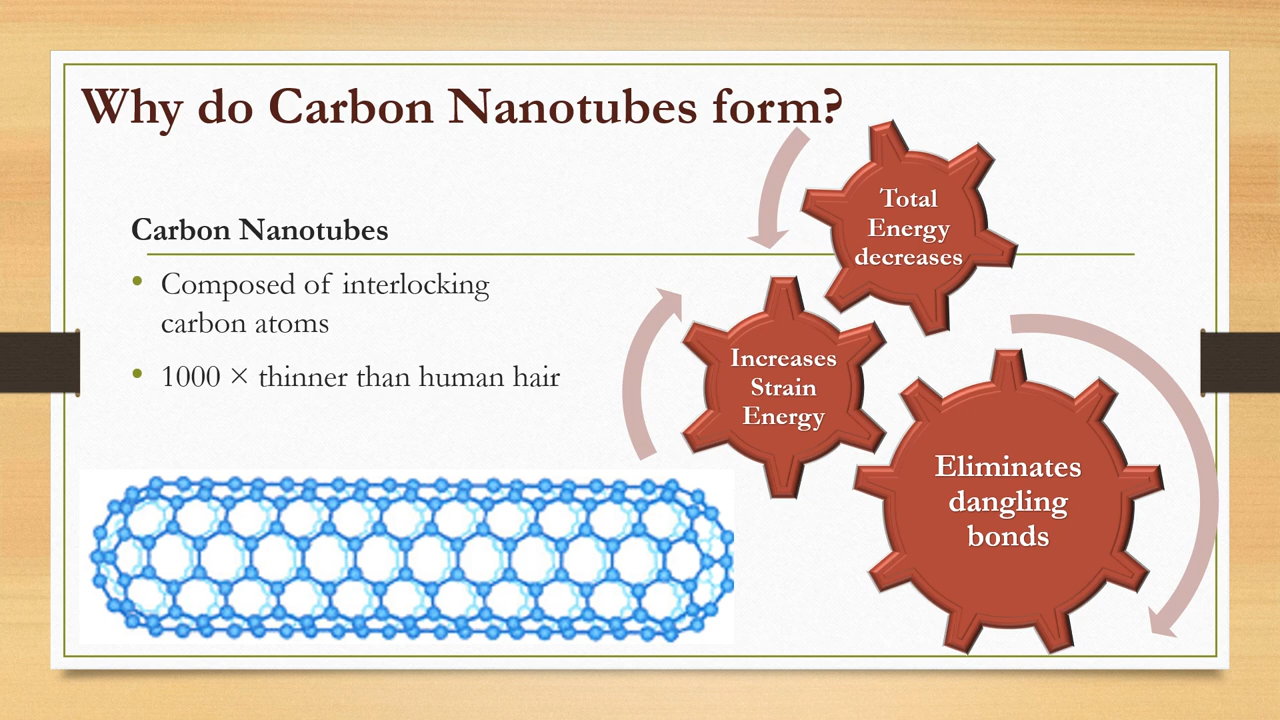 Why do Carbon Nanotubes form?
Carbon Nanotubes
• Composed of interlocking
carbon atoms
• 1000 × thinner than human hair
Total
Energy
decreases
Increases
Strain
Energy
Eliminates
dangling
bonds